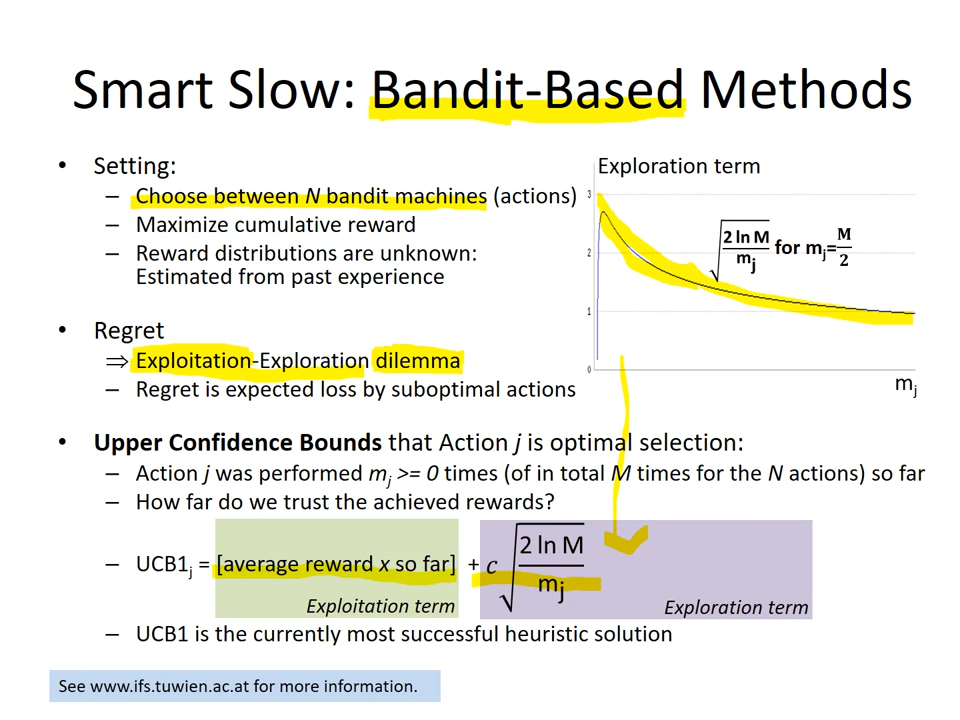 Smart Slow: Bandit-Based Methods
• Setting:
– Choose between N bandit machines (actions)
– Maximize cumulative reward
– Reward distributions are unknown:
Estimated from past experience
• Regret
⇒ Exploitation-Exploration dilemma
– Regret is expected loss by suboptimal actions
Exploration term
3
2
1
0
√(2 ln M / mj) for mj=M/2
mj
• Upper Confidence Bounds that Action j is optimal selection:
– Action j was performed mj >= 0 times (of in total M times for the N actions) so far
– How far do we trust the achieved rewards?
– UCB1j = [average reward x so far] + c √(2 ln M / mj)
Exploitation term
Exploration term
– UCB1 is the currently most successful heuristic solution
See www.ifs.tuwien.ac.at for more information.